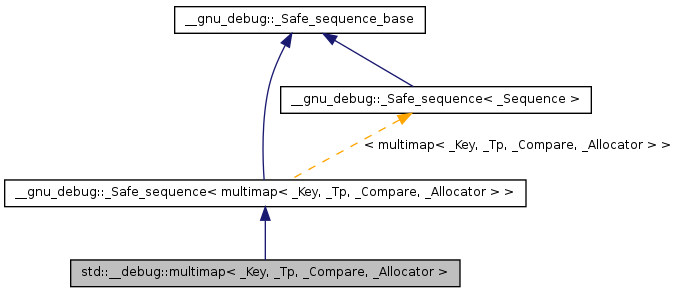 __gnu_debug::_Safe_sequence_base
__gnu_debug::_Safe_sequence< _Sequence >
< multimap< _Key, _Tp, _Compare, _Allocator > >
__gnu_debug::_Safe_sequence< multimap< _Key, _Tp, _Compare, _Allocator > >
std::__debug::multimap< _Key, _Tp, _Compare, _Allocator >